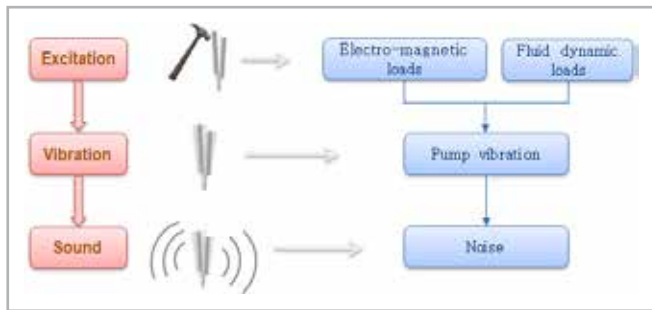 Excitation
Electro-magnetic
loads
Fluid dynamic
loads
Vibration
Pump vibration
Sound
Noise